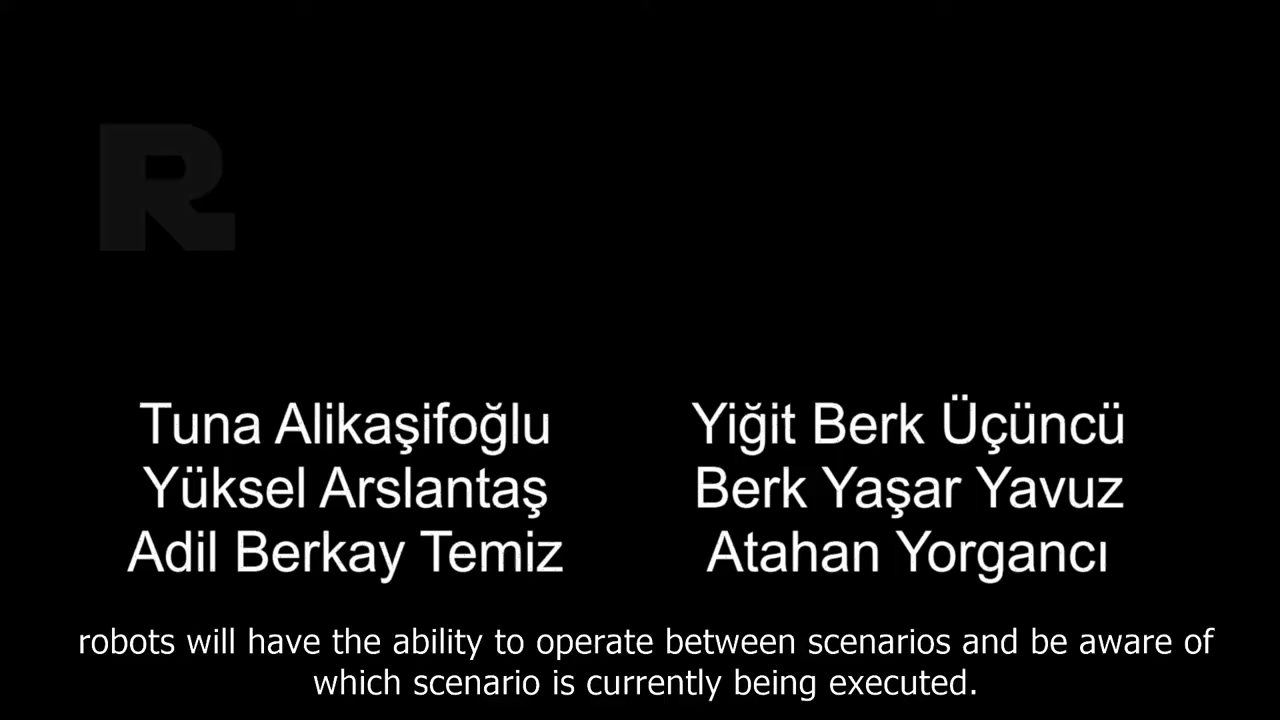 R
Tuna Alikaşifoğlu
Yüksel Arslantaş
Adil Berkay Temiz
Yiğit Berk Üçüncü
Berk Yaşar Yavuz
Atahan Yorgancı
robots will have the ability to operate between scenarios and be aware of
which scenario is currently being executed.